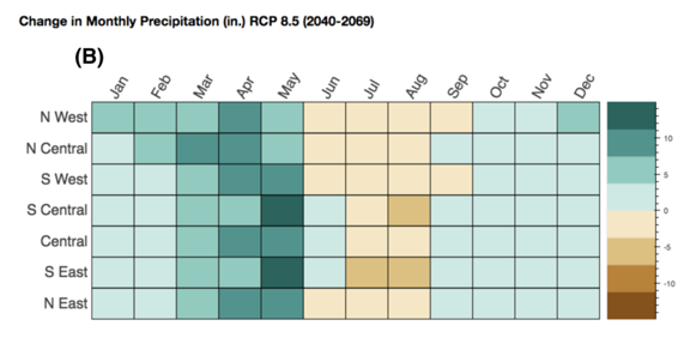 Change in Monthly Precipitation (in.) RCP 8.5 (2040-2069)
(B)
Jan Feb Mar Apr May Jun Jul Aug Sep Oct Nov Dec
N West
N Central
S West
S Central
Central
S East
N East
10
5
0
-5
-10